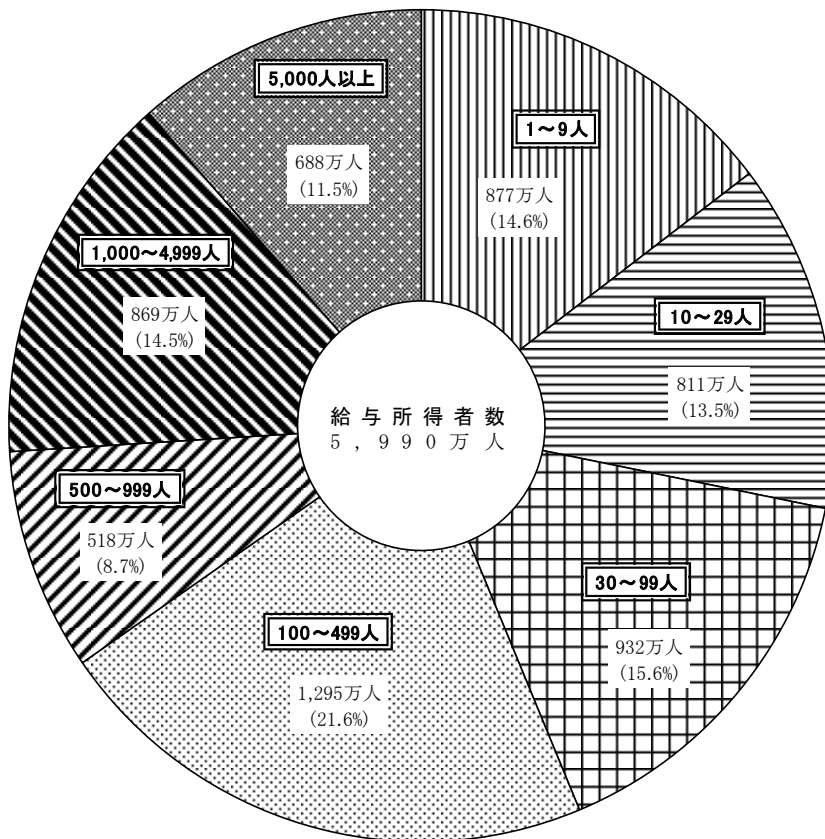 5,000人以上
688万人
(11.5%)
1～9人
877万人
(14.6%)
10～29人
811万人
(13.5%)
30～99人
932万人
(15.6%)
100～499人
1,295万人
(21.6%)
500～999人
518万人
(8.7%)
1,000～4,999人
869万人
(14.5%)
給与所得者数
5,990万人